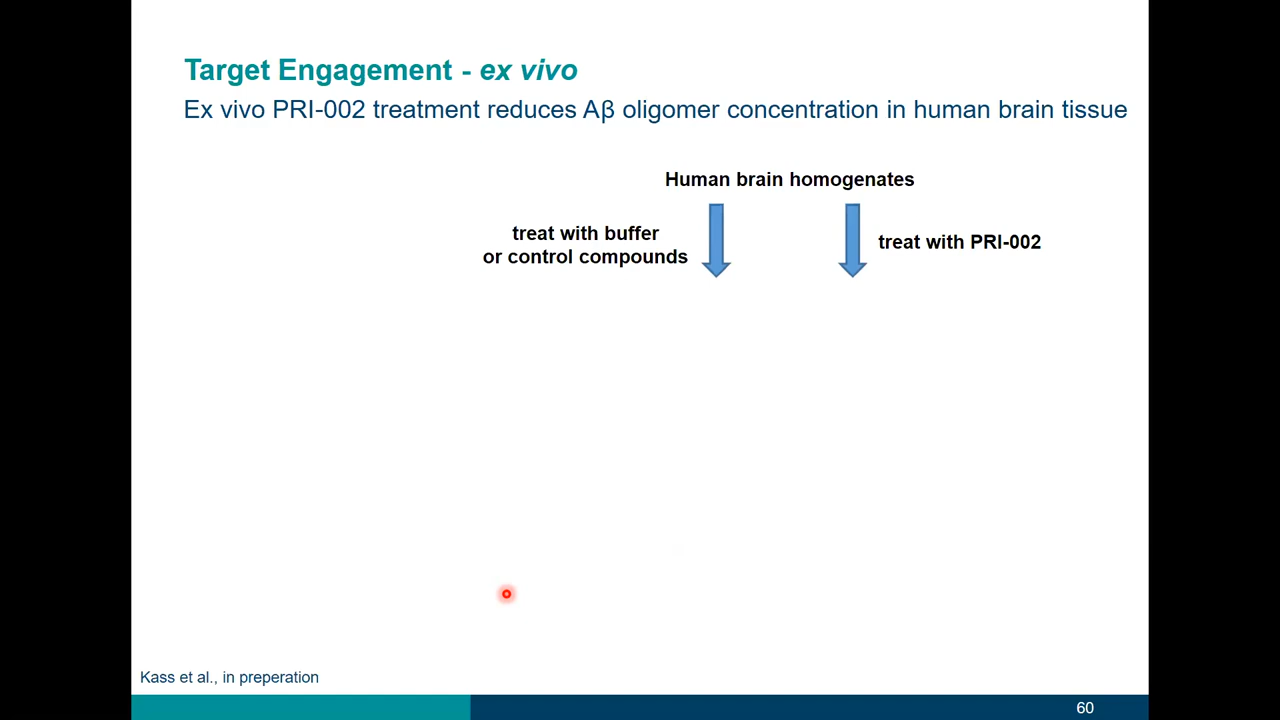 Target Engagement - ex vivo
Ex vivo PRI-002 treatment reduces Aβ oligomer concentration in human brain tissue
Human brain homogenates
treat with buffer
or control compounds
treat with PRI-002
Kass et al., in preperation
60